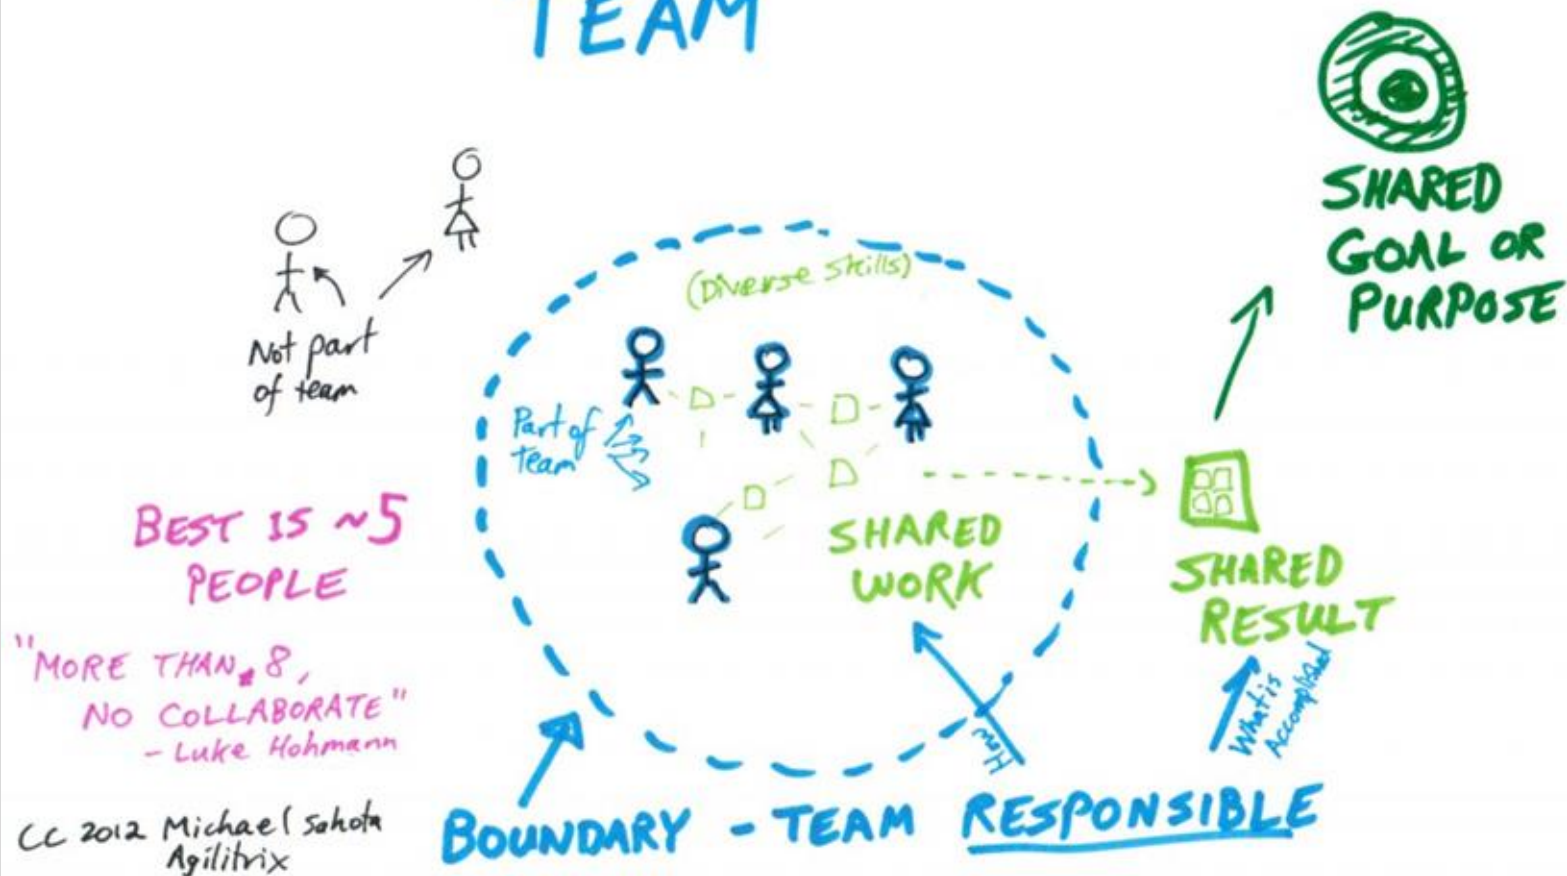 TEAM
SHARED
GOAL OR
PURPOSE
Not part
of team
(Diverse Skills)
Part of
Team
BEST IS ~5
PEOPLE
SHARED
WORK
SHARED
RESULT
"MORE THAN 8,
NO COLLABORATE"
- Luke Hohmann
How
What is
Accomplished
BOUNDARY - TEAM RESPONSIBLE
CC 2012 Michael Sahota
Agilitrix